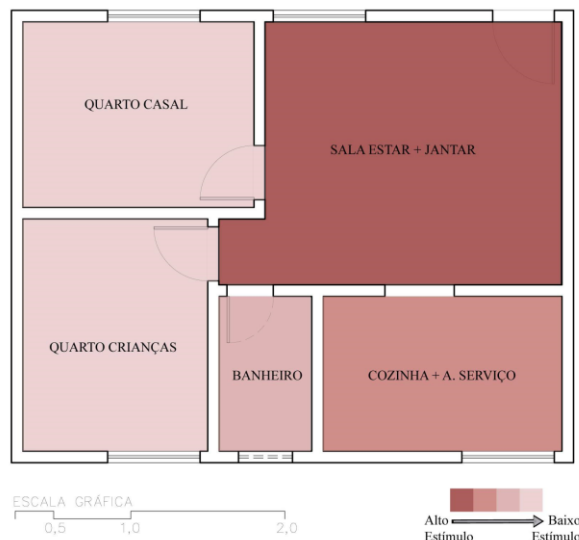 QUARTO CASAL
SALA ESTAR + JANTAR
QUARTO CRIANÇAS
BANHEIRO
COZINHA + A. SERVIÇO
ESCALA GRÁFICA
0,5 1,0 2,0
Alto Baixo
Estímulo Estímulo